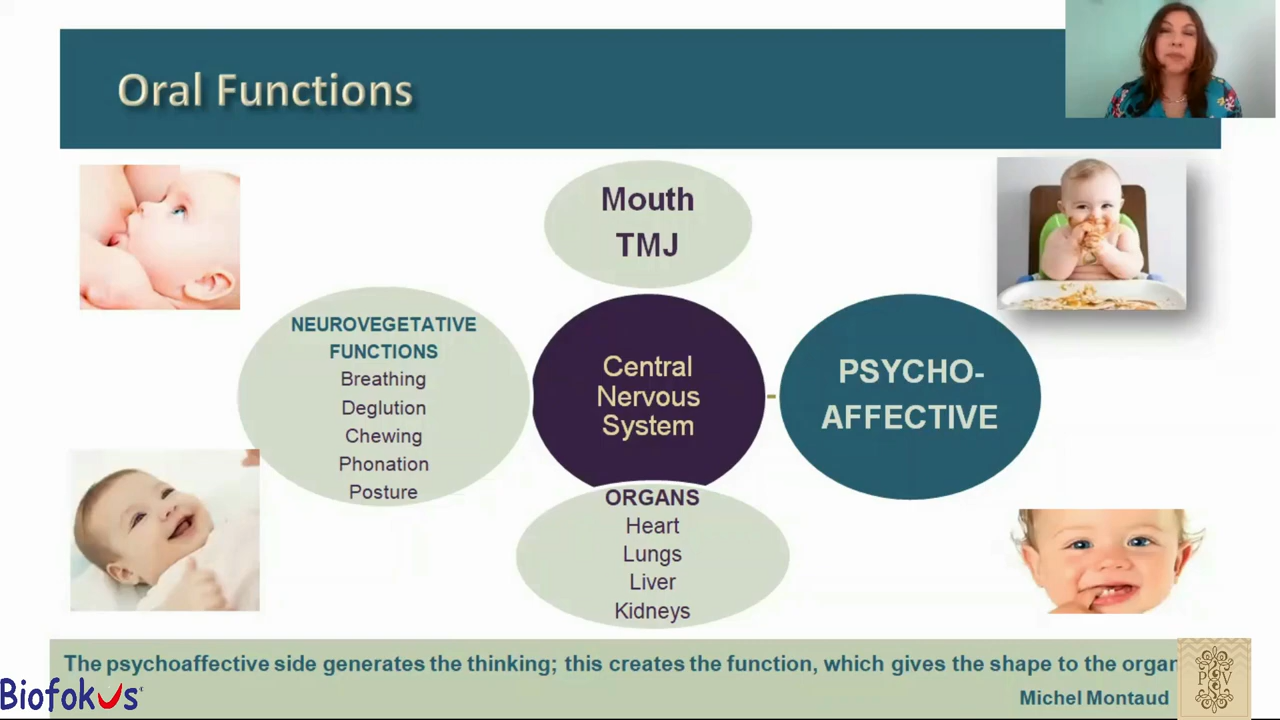 Oral Functions
Mouth
TMJ
NEUROVEGETATIVE
FUNCTIONS
Breathing
Deglution
Chewing
Phonation
Posture
Central
Nervous
System
PSYCHO-
AFFECTIVE
ORGANS
Heart
Lungs
Liver
Kidneys
The psychoaffective side generates the thinking; this creates the function, which gives the shape to the orgar
Michel Montaud
Biofokus
P V